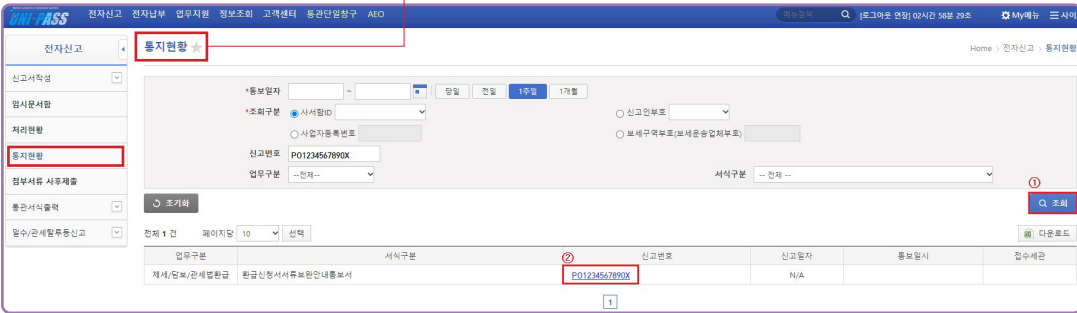 UNI-PASS 전자신고 전자납부 업무지원 정보조회 고객센터 통관단일창구 AEO 메뉴검색 [로그아웃 연장] 02시간 58분 29초 My메뉴 사이
전자신고
통지현황
Home > 전자신고 > 통지현황
신고서작성
임시문서함
처리현황
통지현황
첨부서류 사후제출
통관서식출력
밀수/관세탈루등신고
*통보일자 ~ 당일 전일 1주일 1개월
*조회구분 사서함ID 신고인부호
사업자등록번호 보세구역부호(보세운송업체부호)
신고번호 PO1234567890X
업무구분 --전체-- 서식구분 -- 전체 --
①
초기화 조회
전체 1 건 페이지당 10 선택 다운로드
업무구분 서식구분 신고번호 신고일자 통보일시 접수세관
②
제세/담보/관세법환급 환급신청서서류보완안내통보서 PO1234567890X N/A
1